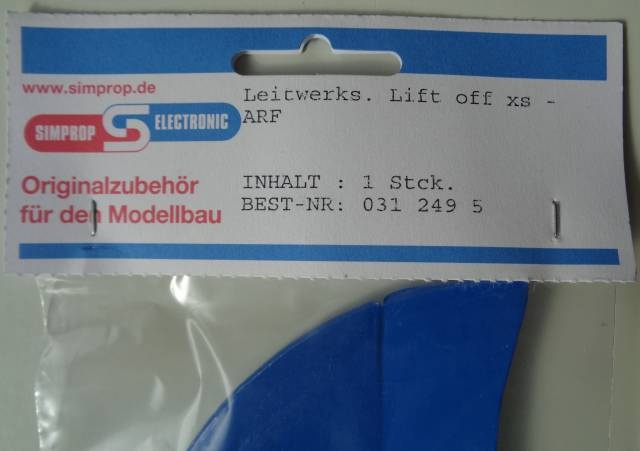 www.simprop.de
SIMPROP ELECTRONIC
Originalzubehör
für den Modellbau
Leitwerks. Lift off xs -
ARF
INHALT : 1 Stck.
BEST-NR: 031 249 5